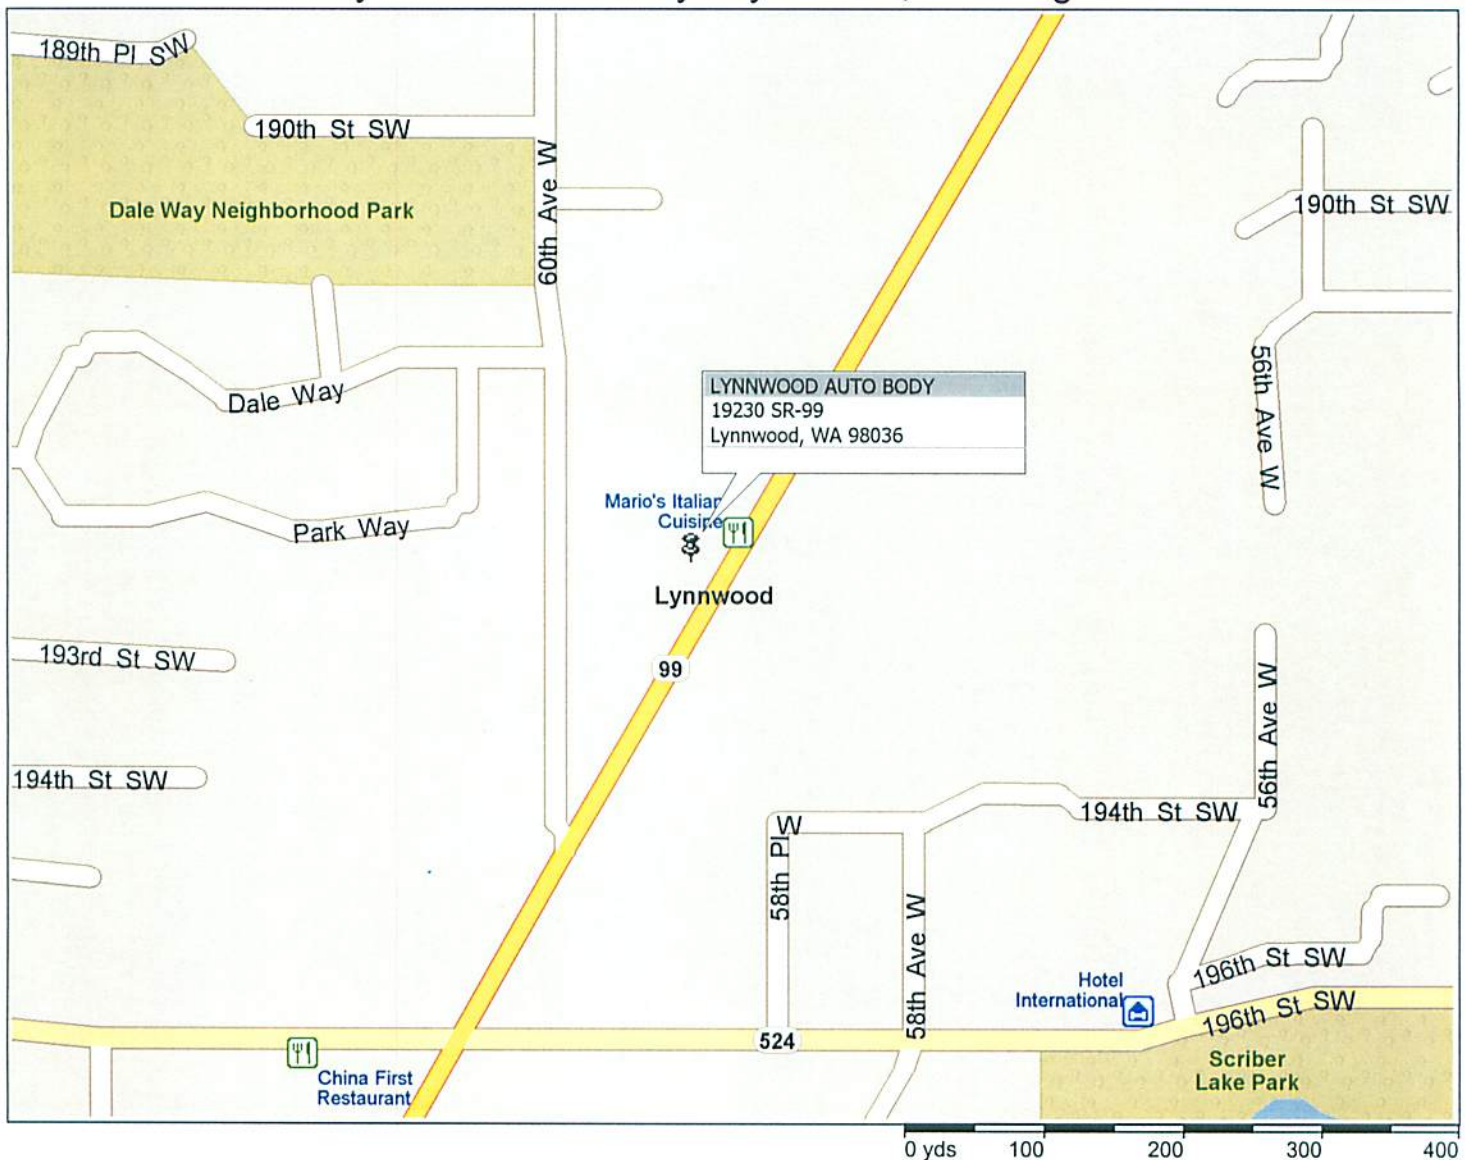 189th Pl SW
190th St SW
60th Ave W
Dale Way Neighborhood Park
190th St SW
Dale Way
56th Ave W
LYNNWOOD AUTO BODY
19230 SR-99
Lynnwood, WA 98036
Mario's Italian
Cuisine
Park Way
Lynnwood
193rd St SW
99
56th Ave W
194th St SW
194th St SW
58th Pl W
58th Ave W
196th St SW
Hotel
International
196th St SW
524
China First
Restaurant
Scriber
Lake Park
0 yds 100 200 300 400